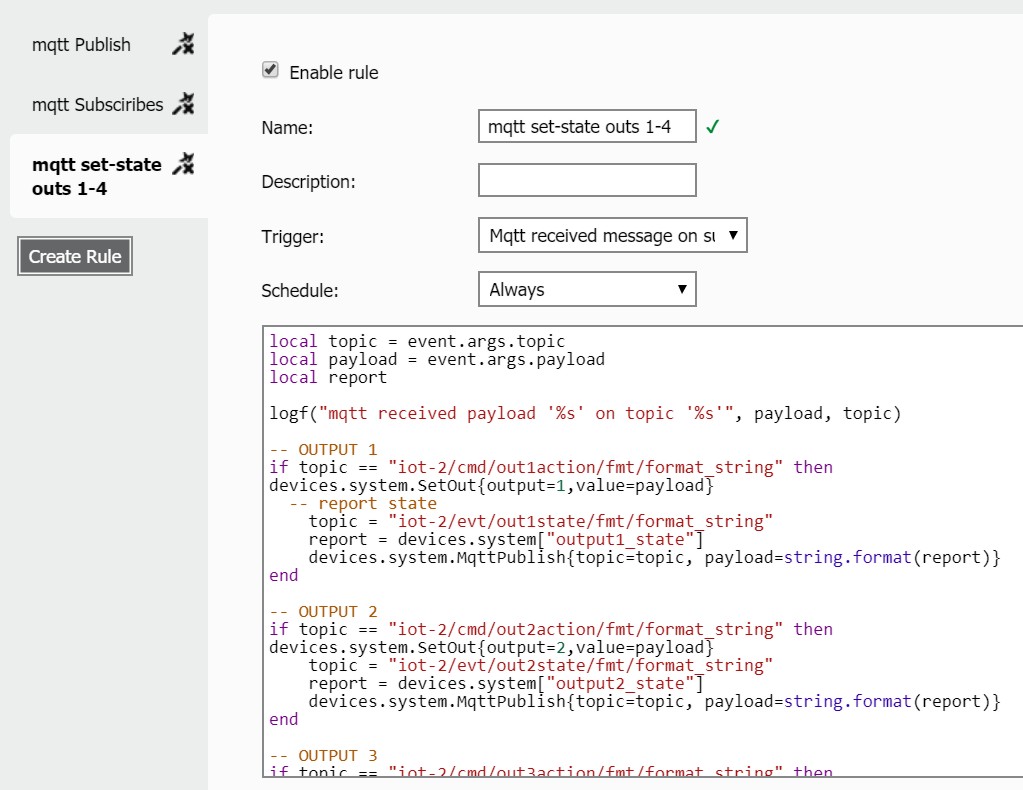 mqtt Publish
mqtt Subsciribes
mqtt set-state
outs 1-4
Create Rule
Enable rule
Name:
mqtt set-state outs 1-4
Description:
Trigger:
Mqtt received message on su
Schedule:
Always
local topic = event.args.topic
local payload = event.args.payload
local report
logf("mqtt received payload '%s' on topic '%s'", payload, topic)
-- OUTPUT 1
if topic == "iot-2/cmd/out1action/fmt/format_string" then
devices.system.SetOut{output=1,value=payload}
-- report state
topic = "iot-2/evt/out1state/fmt/format_string"
report = devices.system["output1_state"]
devices.system.MqttPublish{topic=topic, payload=string.format(report)}
end
-- OUTPUT 2
if topic == "iot-2/cmd/out2action/fmt/format_string" then
devices.system.SetOut{output=2,value=payload}
topic = "iot-2/evt/out2state/fmt/format_string"
report = devices.system["output2_state"]
devices.system.MqttPublish{topic=topic, payload=string.format(report)}
end
-- OUTPUT 3
if topic == "iot-2/cmd/out3action/fmt/format_string" then